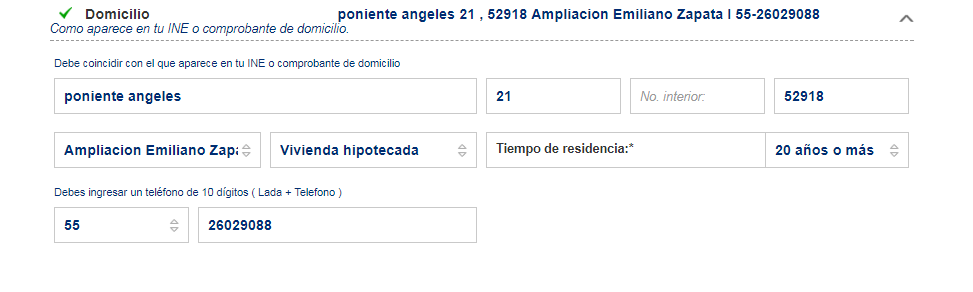 Domicilio poniente angeles 21 , 52918 Ampliacion Emiliano Zapata I 55-26029088
Como aparece en tu INE o comprobante de domicilio.
Debe coincidir con el que aparece en tu INE o comprobante de domicilio
poniente angeles 21 No. interior: 52918
Ampliacion Emiliano Zapa Vivienda hipotecada Tiempo de residencia:* 20 años o más
Debes ingresar un teléfono de 10 dígitos ( Lada + Telefono )
55 26029088